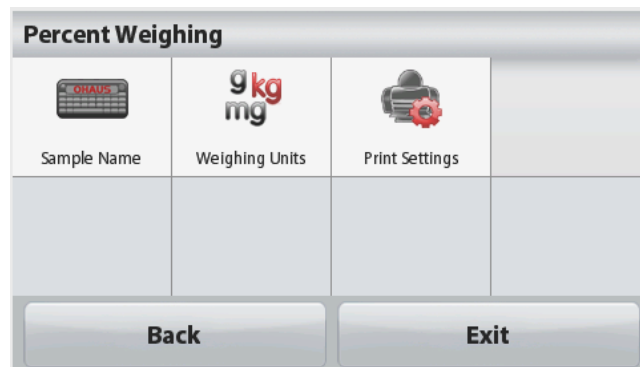 Percent Weighing
OHAUS
g kg
mg
Sample Name
Weighing Units
Print Settings
Back
Exit